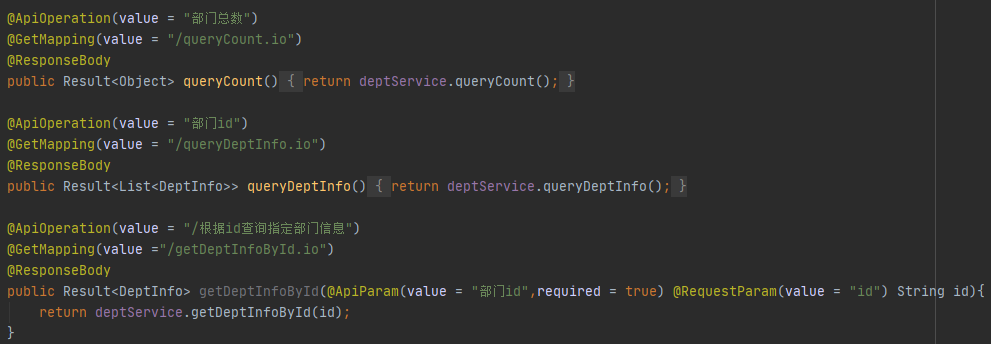 @ApiOperation(value = "部门总数")
@GetMapping(value = "/queryCount.io")
@ResponseBody
public Result<Object> queryCount() { return deptService.queryCount(); }
@ApiOperation(value = "部门id")
@GetMapping(value = "/queryDeptInfo.io")
@ResponseBody
public Result<List<DeptInfo>> queryDeptInfo() { return deptService.queryDeptInfo(); }
@ApiOperation(value = "/根据id查询指定部门信息")
@GetMapping(value ="/getDeptInfoById.io")
@ResponseBody
public Result<DeptInfo> getDeptInfoById(@ApiParam(value = "部门id",required = true) @RequestParam(value = "id") String id){
    return deptService.getDeptInfoById(id);
}